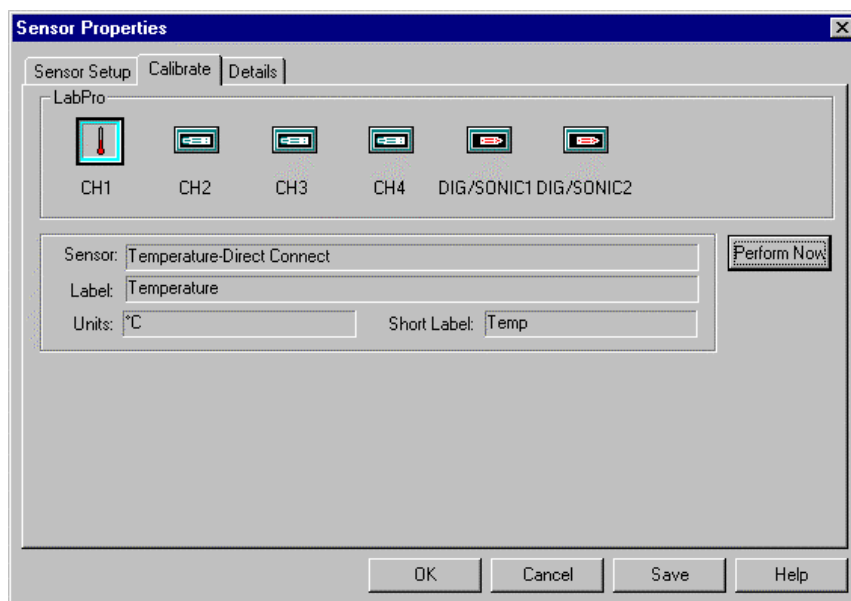 Sensor Properties
Sensor Setup Calibrate Details
LabPro
CH1 CH2 CH3 CH4 DIG/SONIC1 DIG/SONIC2
Sensor: Temperature-Direct Connect
Perform Now
Label: Temperature
Units: °C Short Label: Temp
OK Cancel Save Help